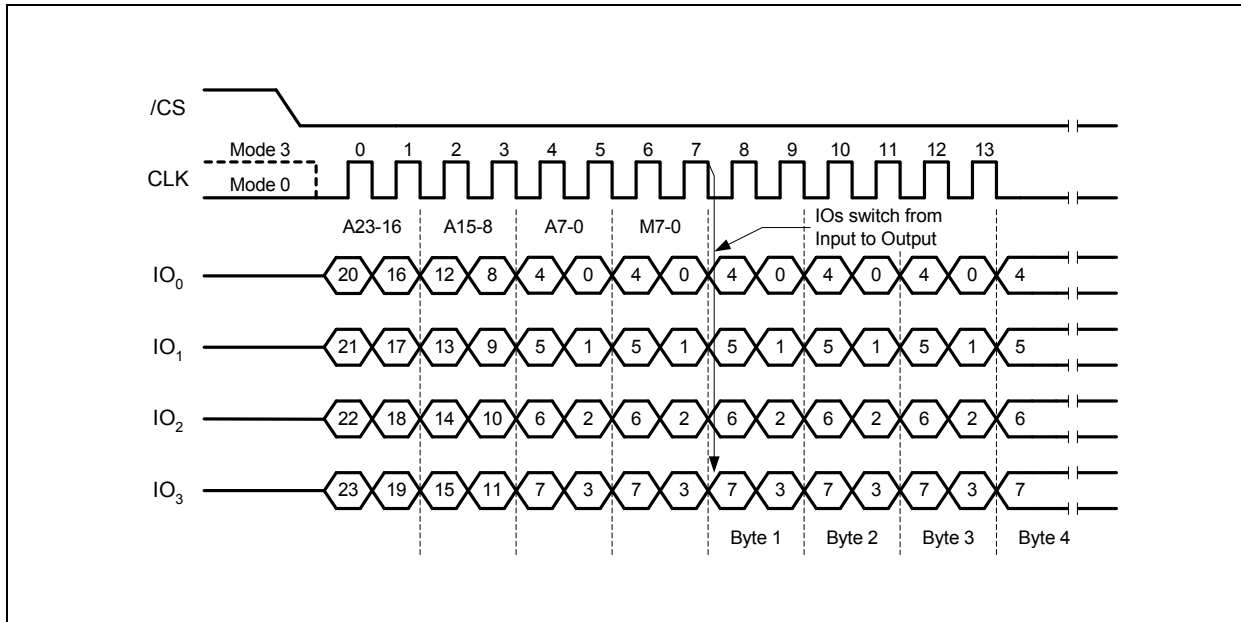 /CS
Mode 3 0 1 2 3 4 5 6 7 8 9 10 11 12 13
CLK
Mode 0
A23-16 A15-8 A7-0 M7-0
IOs switch from
Input to Output
IO0 20 16 12 8 4 0 4 0 4 0 4 0 4 0 4
IO1 21 17 13 9 5 1 5 1 5 1 5 1 5 1 5
IO2 22 18 14 10 6 2 6 2 6 2 6 2 6 2 6
IO3 23 19 15 11 7 3 7 3 7 3 7 3 7 3 7
Byte 1 Byte 2 Byte 3 Byte 4